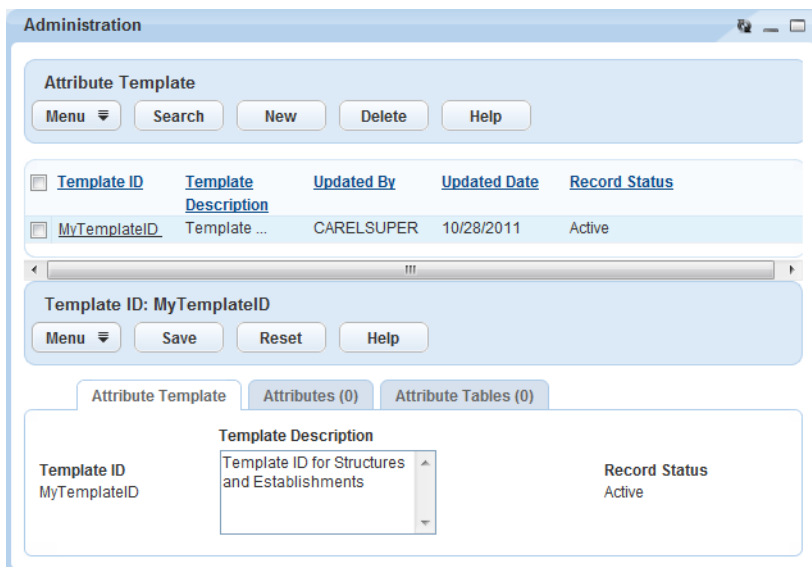 Administration
Attribute Template
Menu Search New Delete Help
Template ID Template Description Updated By Updated Date Record Status
MyTemplateID Template ... CARELSUPER 10/28/2011 Active
Template ID: MyTemplateID
Menu Save Reset Help
Attribute Template Attributes (0) Attribute Tables (0)
Template Description
Template ID for Structures
and Establishments
Template ID
MyTemplateID
Record Status
Active